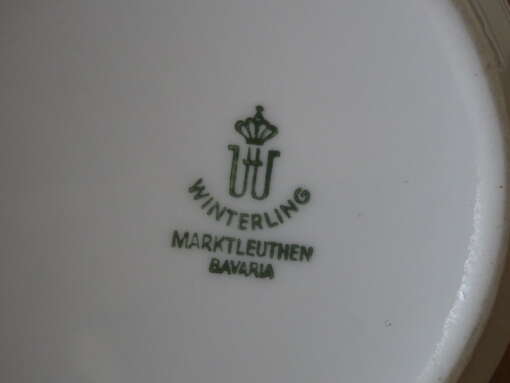 W
WINTERLING
MARKTLEUTHEN
BAVARIA